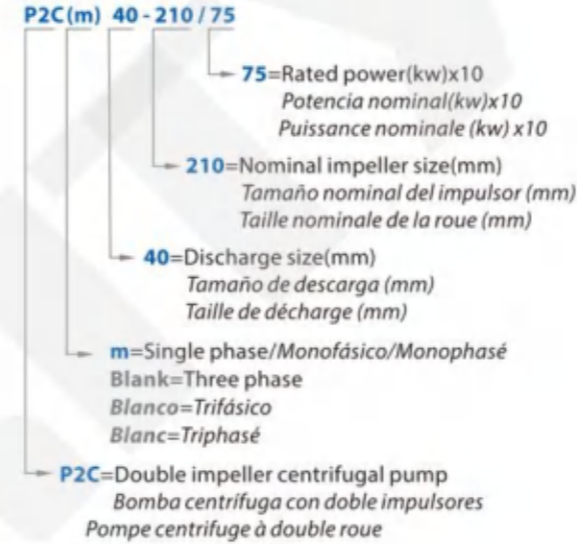 P2C(m) 40-210/75
75=Rated power(kw)x10
Potencia nominal(kw)x10
Puissance nominale (kw) x10
210=Nominal impeller size(mm)
Tamaño nominal del impulsor (mm)
Taille nominale de la roue (mm)
40=Discharge size(mm)
Tamaño de descarga (mm)
Taille de décharge (mm)
m=Single phase/Monofásico/Monophasé
Blank=Three phase
Blanco=Trifásico
Blanc=Triphasé
P2C=Double impeller centrifugal pump
Bomba centrífuga con doble impulsores
Pompe centrifuge à double roue